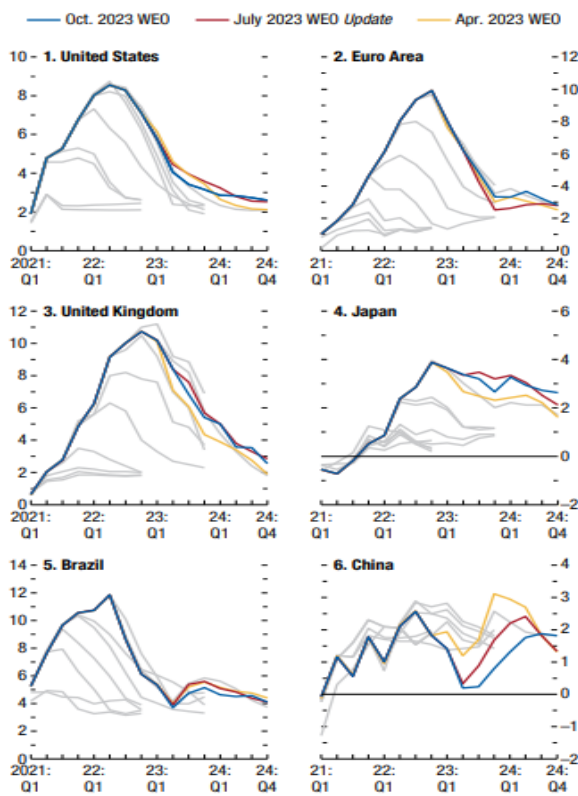 Oct. 2023 WEO July 2023 WEO Update Apr. 2023 WEO
1. United States
10
8
6
4
2
0
2021: Q1
22: Q1
23: Q1
24: Q1
24: Q4
2. Euro Area
12
10
8
6
4
2
0
21: Q1
22: Q1
23: Q1
24: Q1
24: Q4
3. United Kingdom
12
10
8
6
4
2
0
2021: Q1
22: Q1
23: Q1
24: Q1
24: Q4
4. Japan
6
4
2
0
-2
21: Q1
22: Q1
23: Q1
24: Q1
24: Q4
5. Brazil
14
12
10
8
6
4
2
0
2021: Q1
22: Q1
23: Q1
24: Q1
24: Q4
6. China
4
3
2
1
0
-1
-2
21: Q1
22: Q1
23: Q1
24: Q1
24: Q4